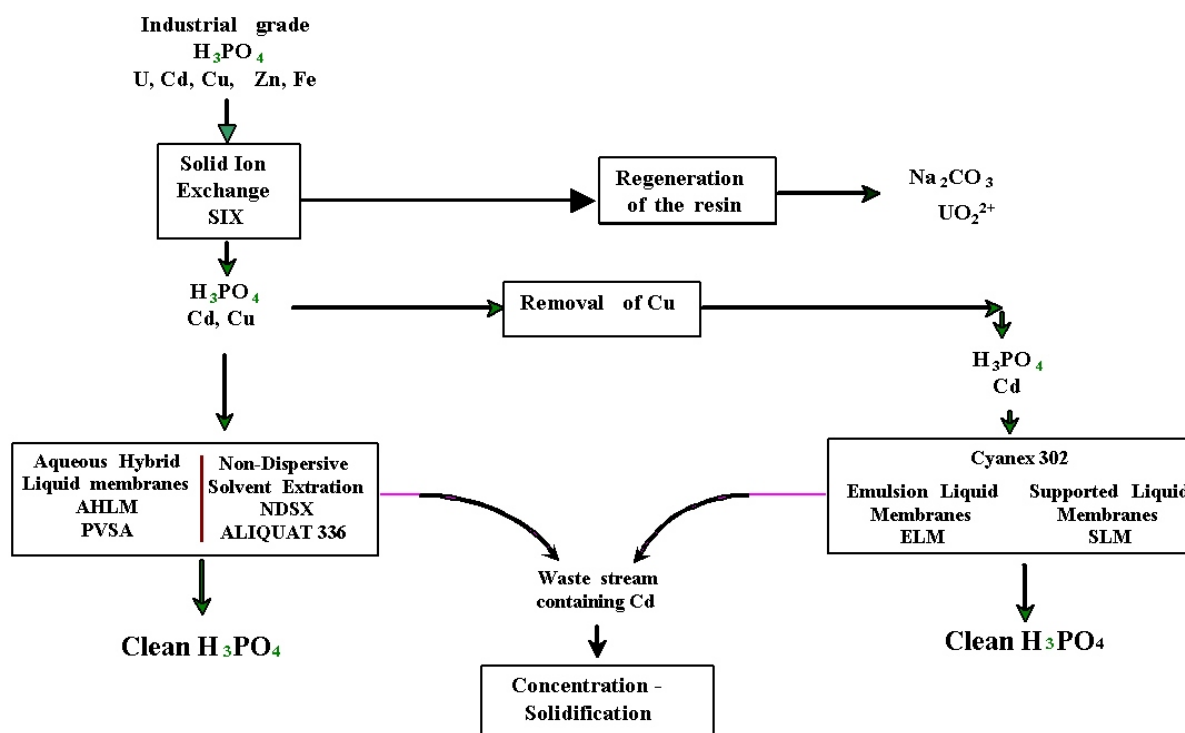 Industrial grade
H₃PO₄
U, Cd, Cu, Zn, Fe
Solid Ion
Exchange
SIX
Regeneration
of the resin
Na₂CO₃
UO₂²⁺
H₃PO₄
Cd, Cu
Removal of Cu
H₃PO₄
Cd
Aqueous Hybrid
Liquid membranes
AHLM
PVSA
Non-Dispersive
Solvent Extration
NDSX
ALIQUAT 336
Cyanex 302
Emulsion Liquid
Membranes
ELM
Supported Liquid
Membranes
SLM
Waste stream
containing Cd
Clean H₃PO₄
Clean H₃PO₄
Concentration -
Solidification